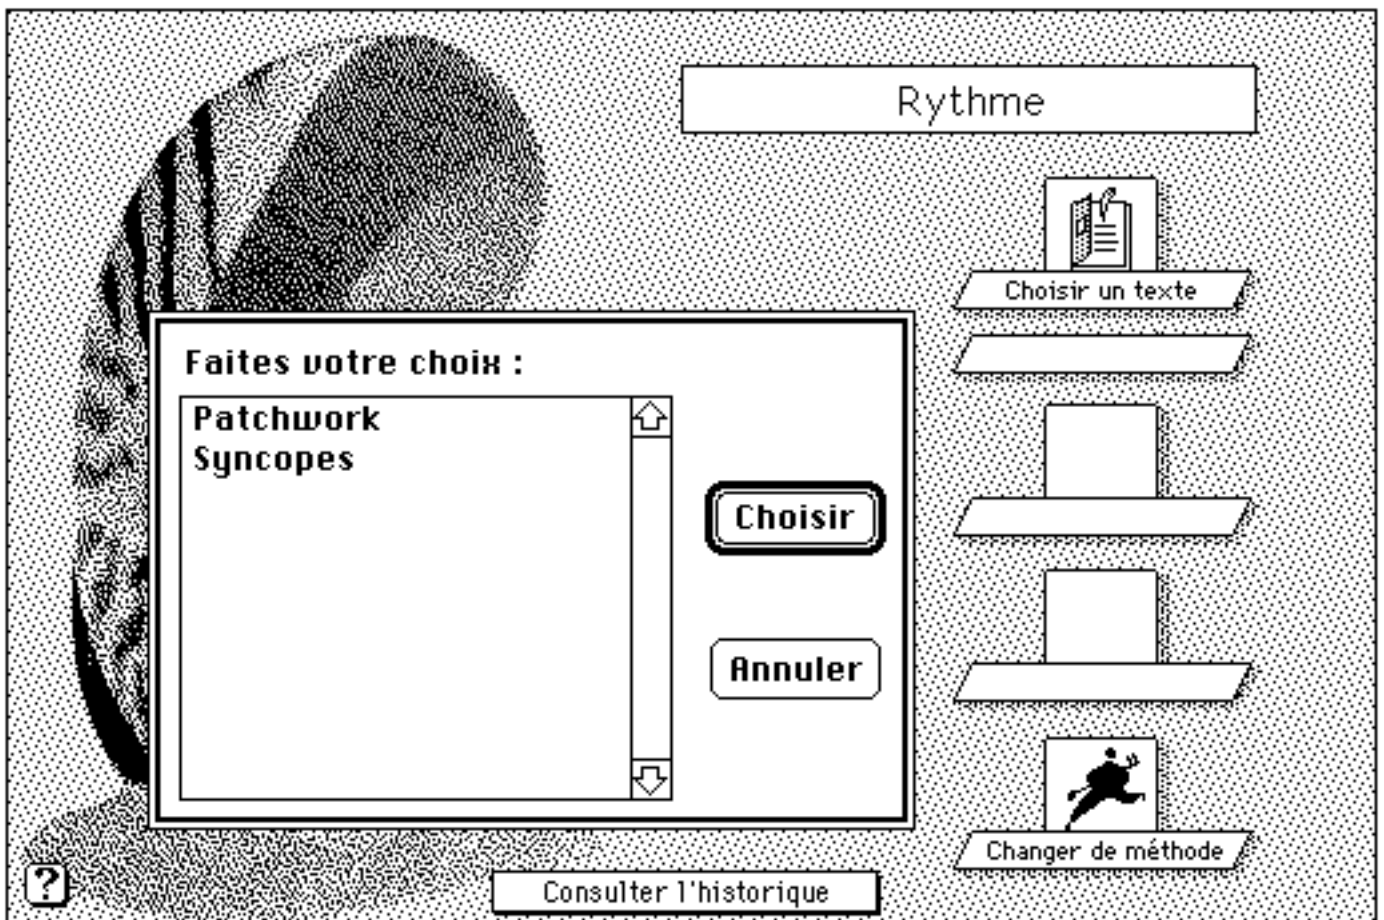 Rythme
Choisir un texte
Faites votre choix :
Patchwork
Syncopes
Choisir
Annuler
Changer de méthode
?
Consulter l'historique